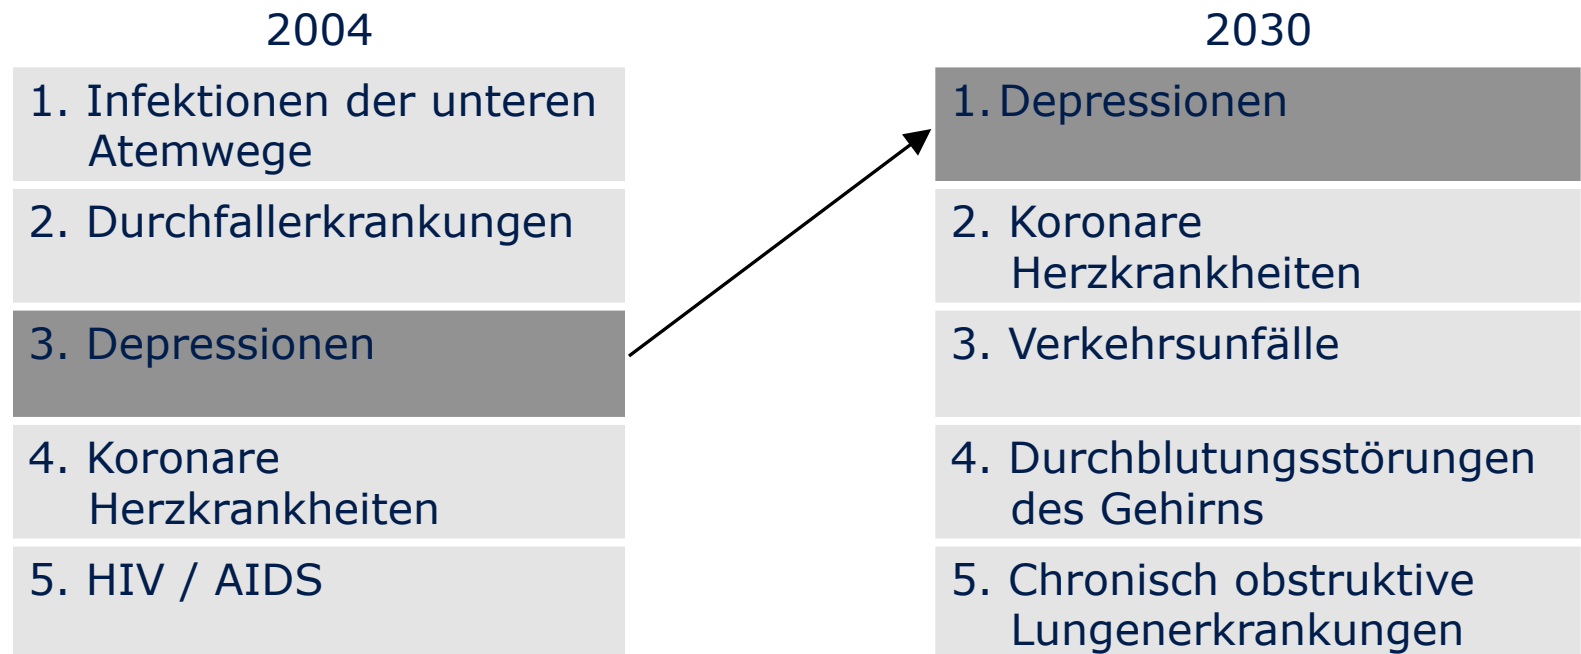 2004
1. Infektionen der unteren
Atemwege
2. Durchfallerkrankungen
3. Depressionen
4. Koronare
Herzkrankheiten
5. HIV / AIDS
2030
1. Depressionen
2. Koronare
Herzkrankheiten
3. Verkehrsunfälle
4. Durchblutungsstörungen
des Gehirns
5. Chronisch obstruktive
Lungenerkrankungen